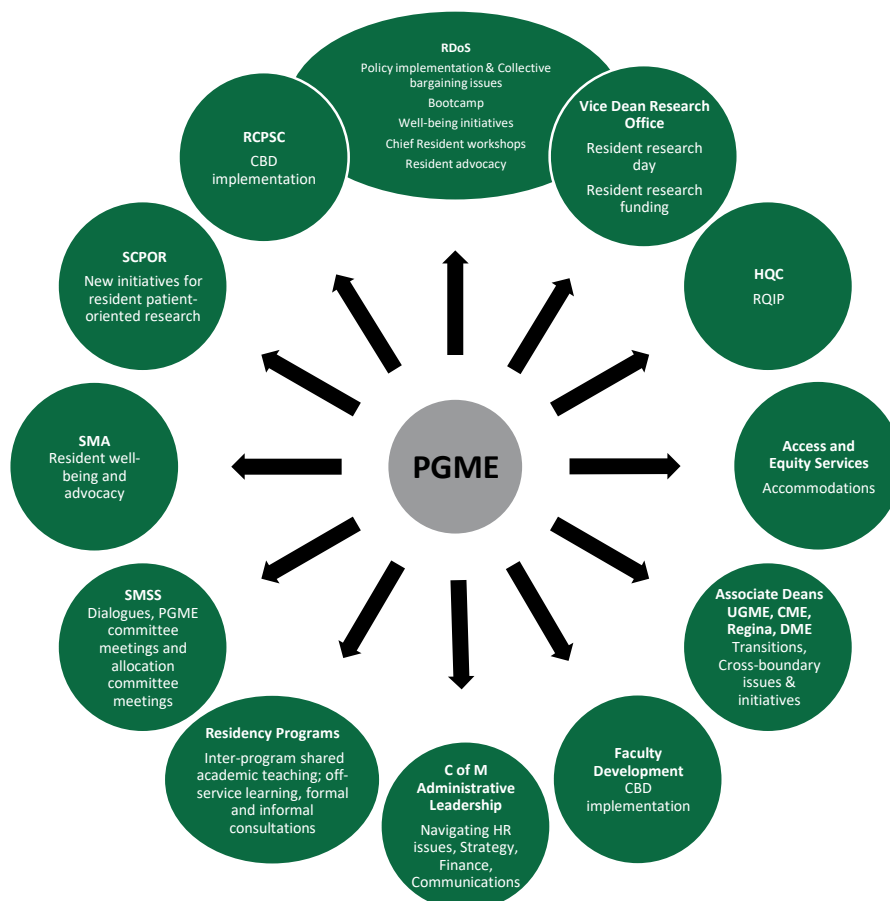 RDoS
Policy implementation & Collective
bargaining issues
Bootcamp
Well-being initiatives
Chief Resident workshops
Resident advocacy
Vice Dean Research
Office
Resident research
day
Resident research
funding
HQC
RQIP
Access and
Equity Services
Accommodations
Associate Deans
UGME, CME,
Regina, DME
Transitions,
Cross-boundary
issues &
initiatives
Faculty
Development
CBD
implementation
C of M
Administrative
Leadership
Navigating HR
issues, Strategy,
Finance,
Communications
Residency Programs
Inter-program shared
academic teaching; off-
service learning, formal
and informal
consultations
SMSS
Dialogues, PGME
committee
meetings and
allocation
committee
meetings
SMA
Resident well-
being and
advocacy
SCPOR
New initiatives for
resident patient-
oriented research
RCPSC
CBD
implementation
PGME